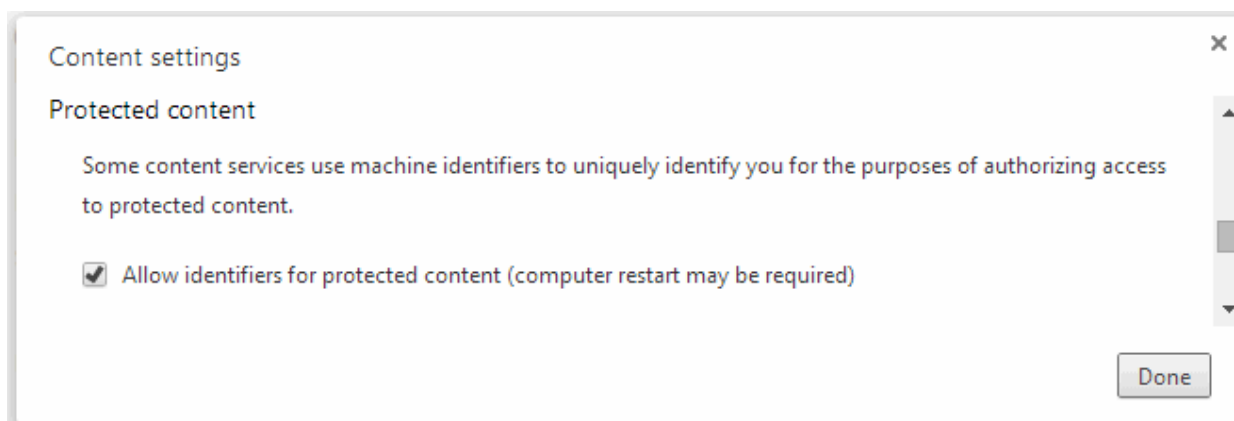 Content settings
Protected content
Some content services use machine identifiers to uniquely identify you for the purposes of authorizing access
to protected content.
Allow identifiers for protected content (computer restart may be required)
Done